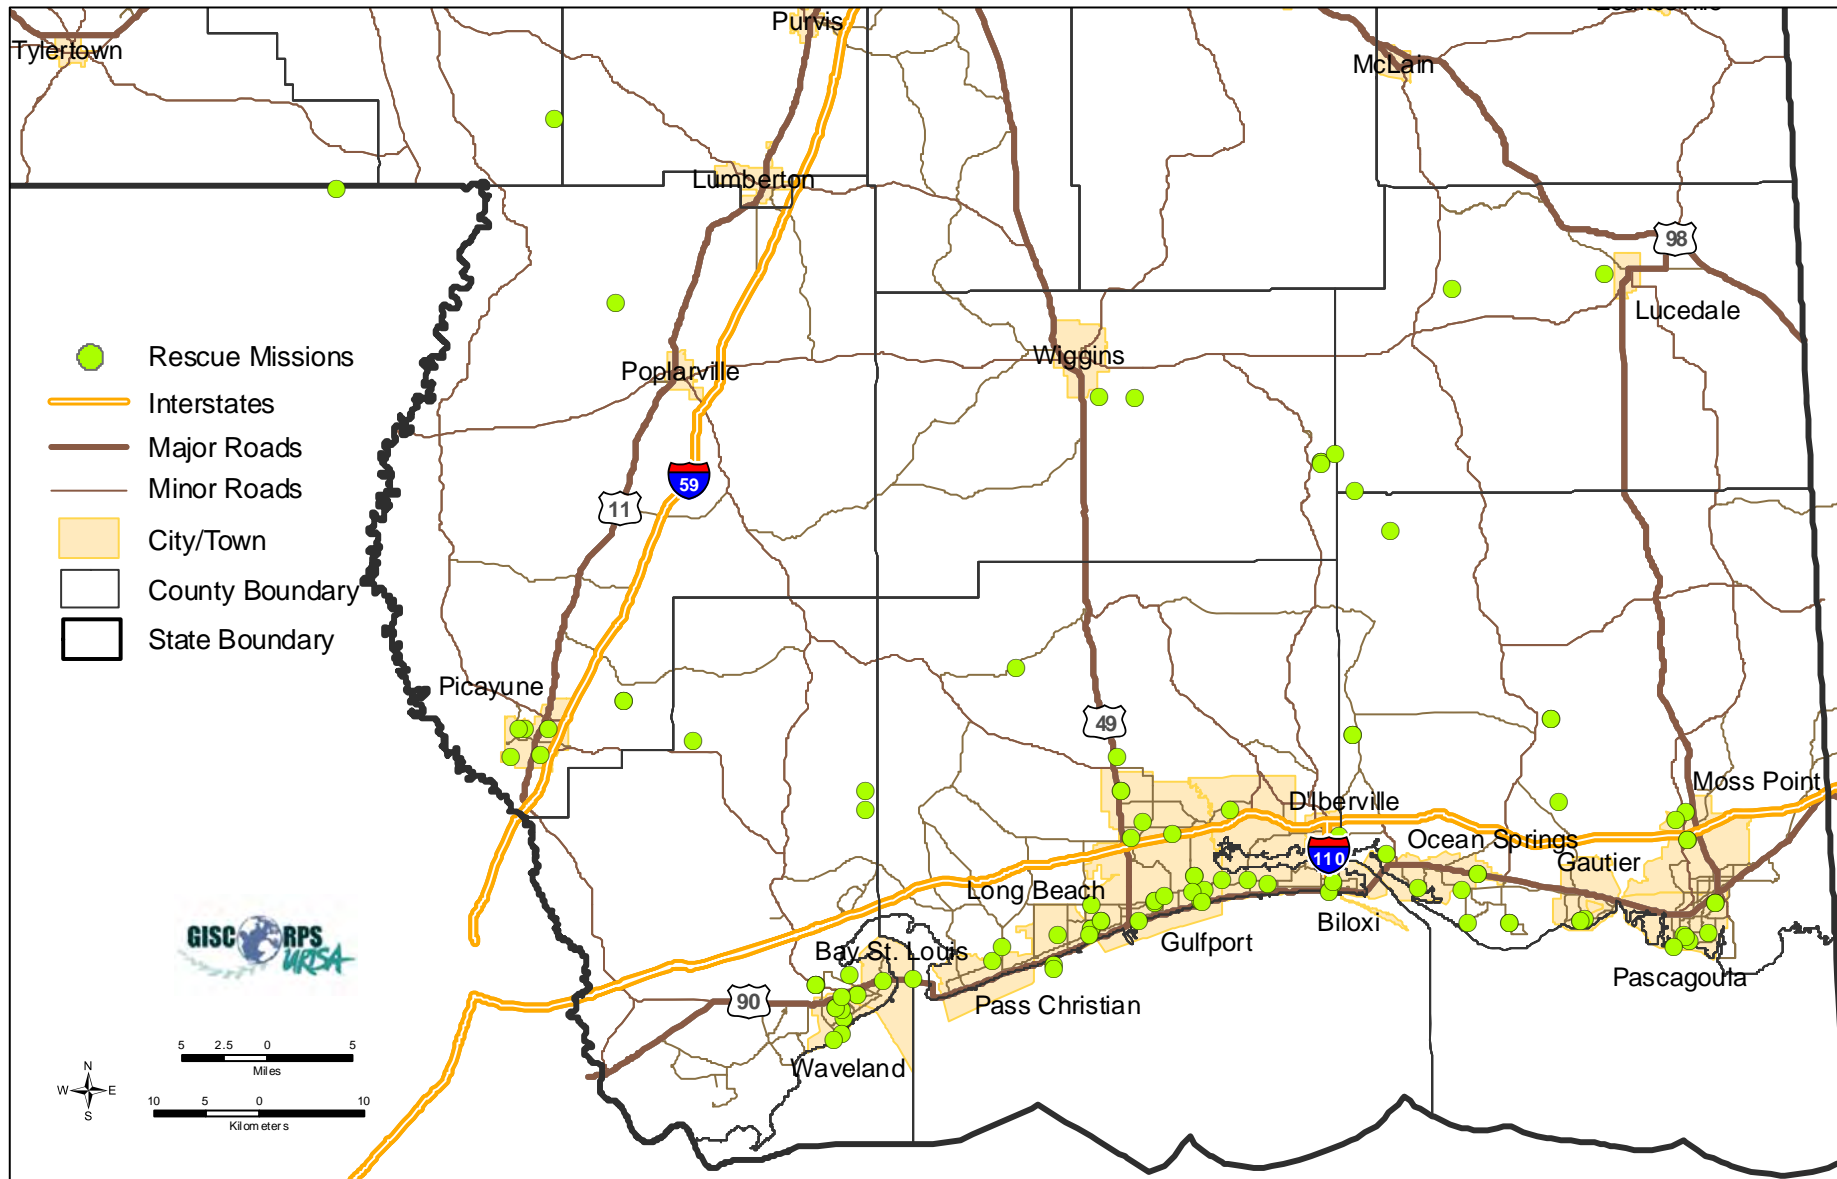 Purvis
Tylertown
McLain
Lumberton
98
Lucedale
Rescue Missions
Wiggins
Poplarville
Interstates
Major Roads
Minor Roads
59
11
City/Town
County Boundary
State Boundary
Picayune
49
Moss Point
D'Iberville
Ocean Springs
110
Gautier
Long Beach
Biloxi
GISC RPS
URISA
Gulfport
Bay St. Louis
Pascagoula
90
Pass Christian
5 2.5 0 5
Miles
Waveland
N
W E
S
10 5 0 10
Kilometers